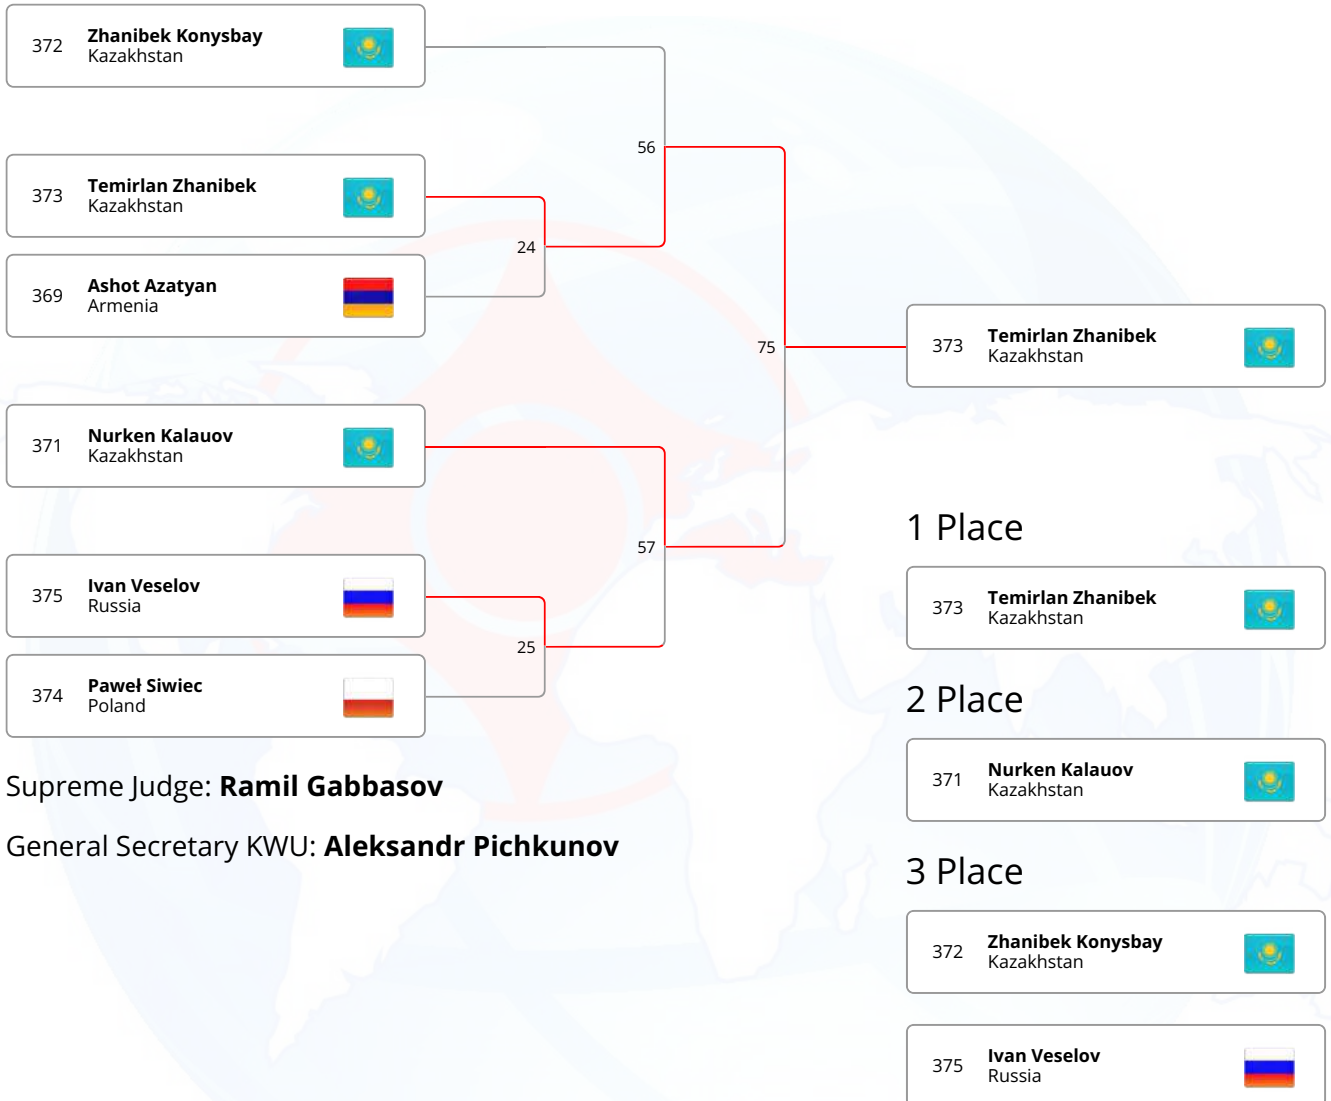 372
Zhanibek Konysbay
Kazakhstan
56
373
Temirlan Zhanibek
Kazakhstan
24
369
Ashot Azatyan
Armenia
75
373
Temirlan Zhanibek
Kazakhstan
371
Nurken Kalauov
Kazakhstan
57
375
Ivan Veselov
Russia
25
374
Paweł Siwiec
Poland
Supreme Judge: Ramil Gabbasov
General Secretary KWU: Aleksandr Pichkunov
1 Place
373
Temirlan Zhanibek
Kazakhstan
2 Place
371
Nurken Kalauov
Kazakhstan
3 Place
372
Zhanibek Konysbay
Kazakhstan
375
Ivan Veselov
Russia